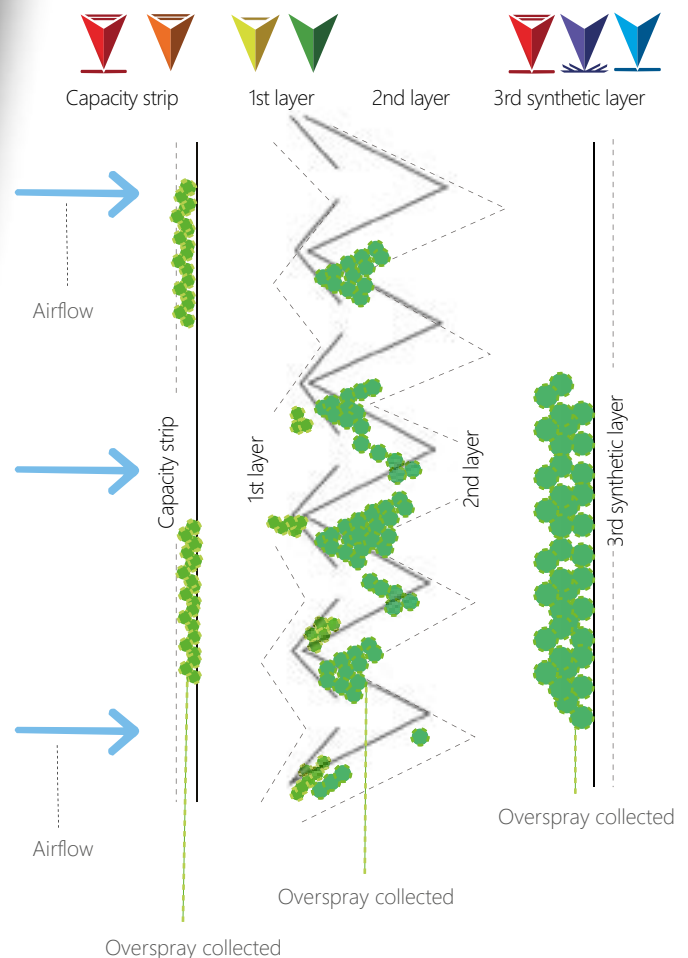 Capacity strip
1st layer
2nd layer
3rd synthetic layer
Airflow
Capacity strip
1st layer
2nd layer
3rd synthetic layer
Overspray collected
Airflow
Overspray collected
Overspray collected